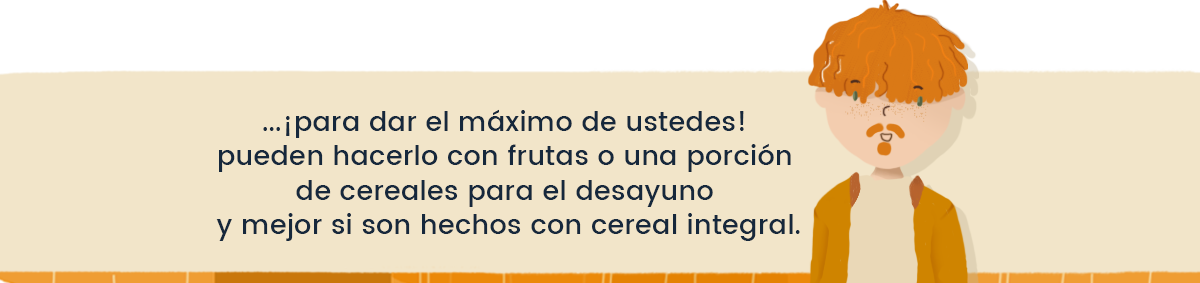 ...¡para dar el máximo de ustedes!
pueden hacerlo con frutas o una porción
de cereales para el desayuno
y mejor si son hechos con cereal integral.